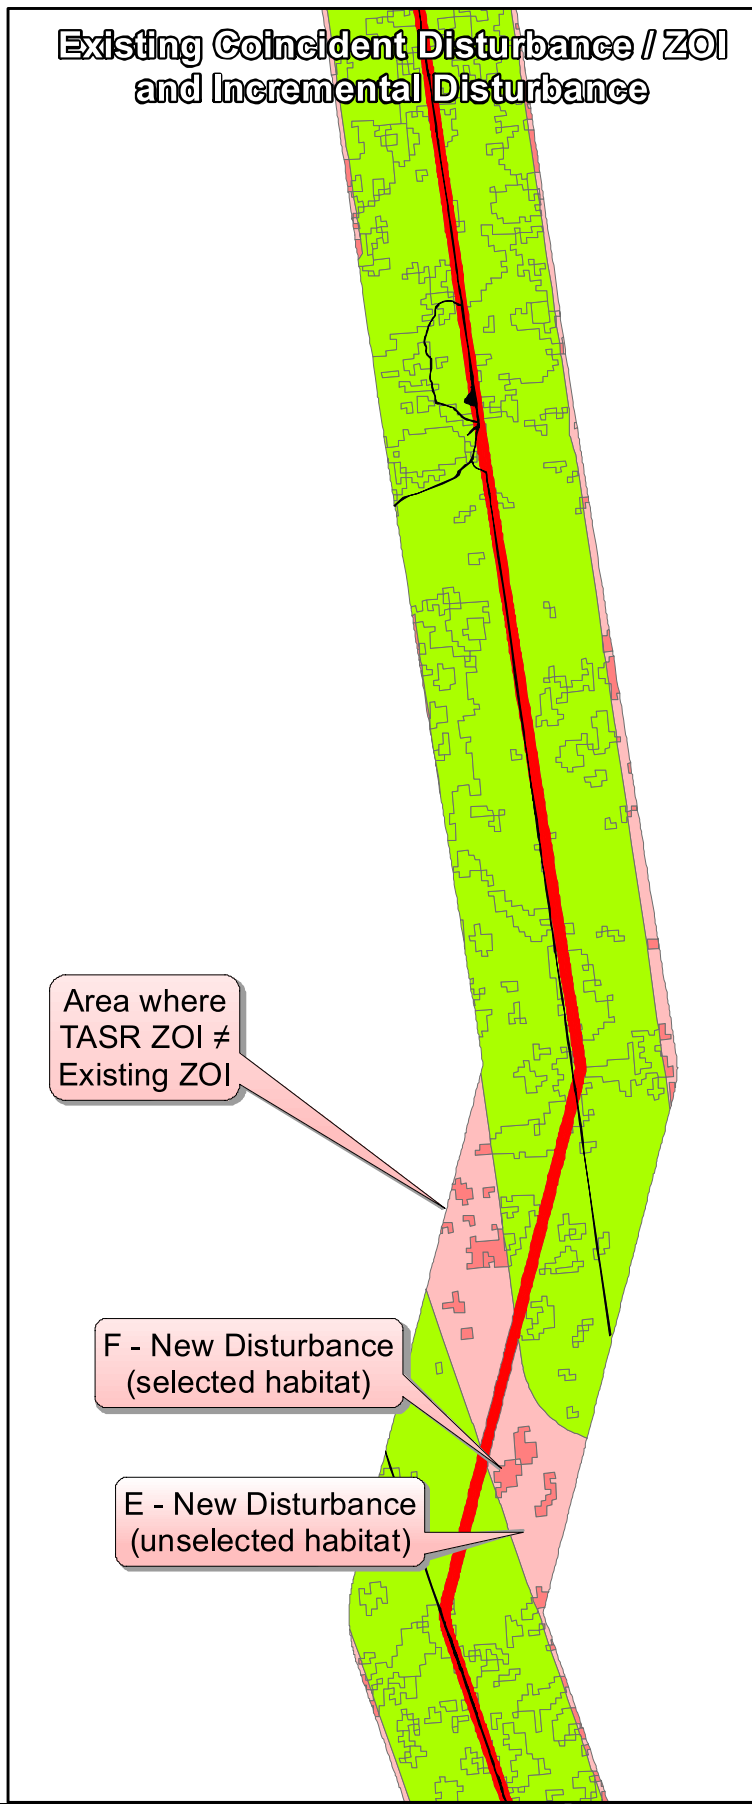 Existing Coincident Disturbance / ZOI
and Incremental Disturbance
Area where
TASR ZOI ≠
Existing ZOI
F - New Disturbance
(selected habitat)
E - New Disturbance
(unselected habitat)